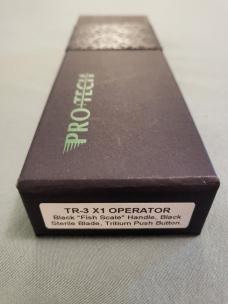 PRO-TECH
TR-3 X1 OPERATOR
Black "Fish Scale" Handle, Black
Sterile Blade, Tritium Push Button.